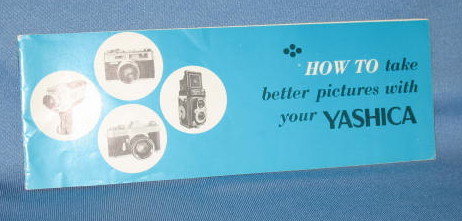 HOW TO take
better pictures with
your YASHICA